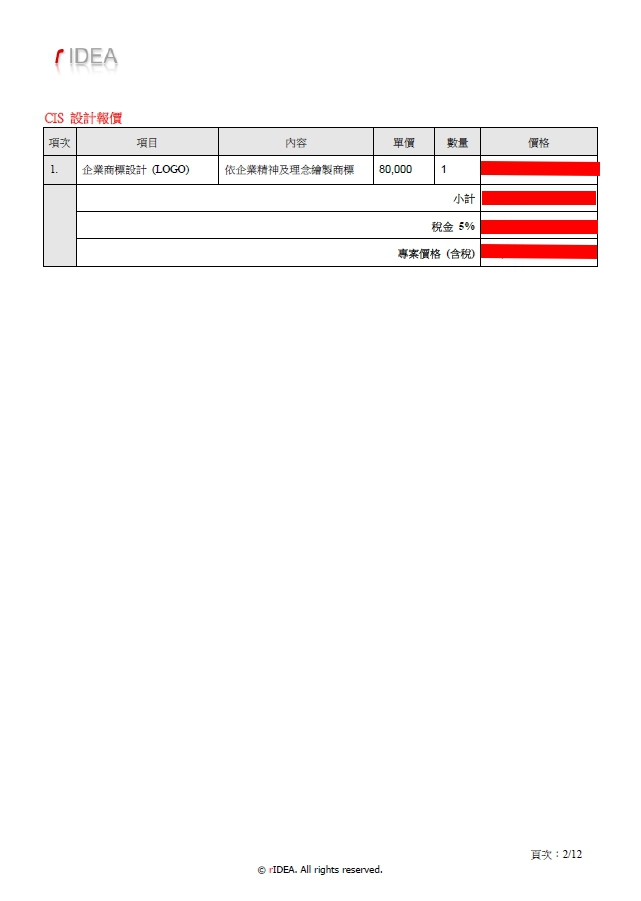 r IDEA
CIS 設計報價
項次 項目 內容 單價 數量 價格
1. 企業商標設計 (LOGO) 依企業精神及理念繪製商標 80,000 1
小計
稅金 5%
專案價格 (含稅)
頁次：2/12
© rIDEA. All rights reserved.